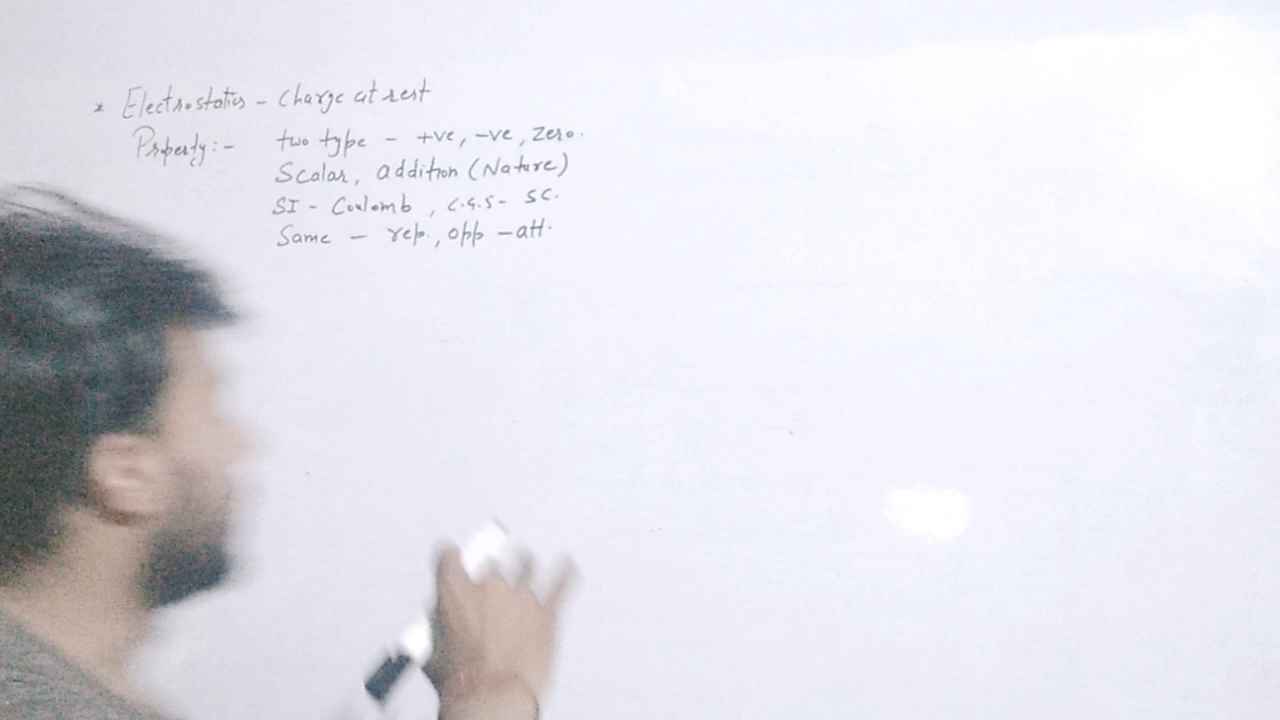 * Electrostatics - Charge at rest
Property:- two type - +ve, -ve, Zero.
Scalar, addition (Nature)
SI - Coulomb, C.G.S - SC.
Same - rep., opp - att.